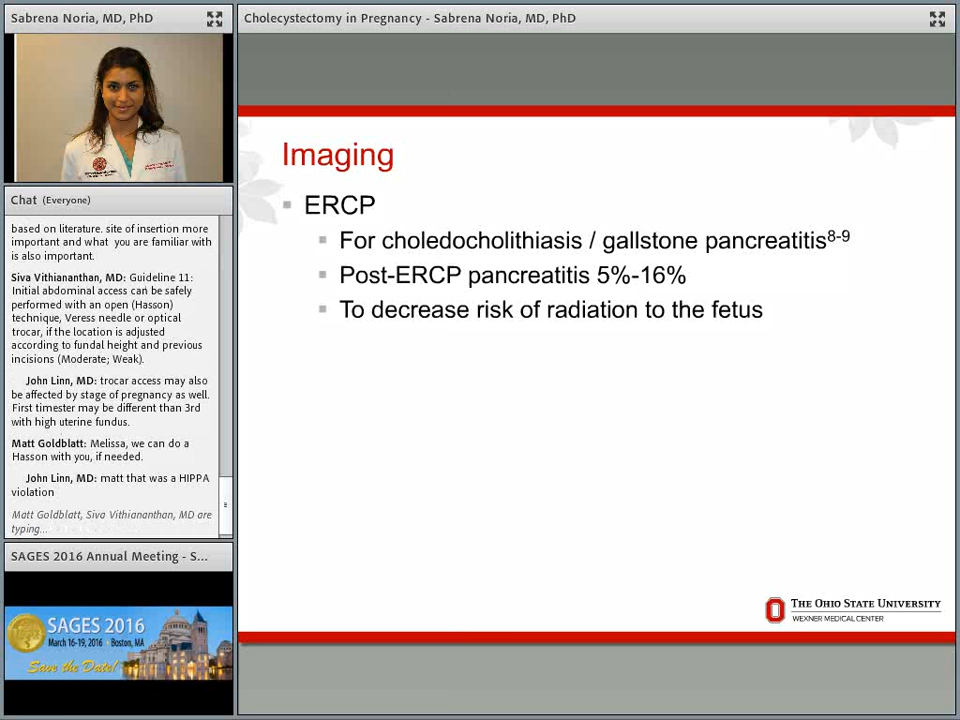 Sabrena Noria, MD, PhD
Chat (Everyone)
based on literature. site of insertion more
important and what you are familiar with
is also important.
Siva Vithiananthan, MD: Guideline 11:
Initial abdominal access can be safely
performed with an open (Hasson)
technique, Veress needle or optical
trocar, if the location is adjusted
according to fundal height and previous
incisions (Moderate; Weak).
John Linn, MD: trocar access may also
be affected by stage of pregnancy as well.
First timester may be different than 3rd
with high uterine fundus.
Matt Goldblatt: Melissa, we can do a
Hasson with you, if needed.
John Linn, MD: matt that was a HIPPA
violation
Matt Goldblatt, Siva Vithiananthan, MD are
typing...
SAGES 2016 Annual Meeting - S...
SAGES 2016
March 16-19, 2016 Boston, MA
Save the Date!
Cholecystectomy in Pregnancy - Sabrena Noria, MD, PhD
Imaging
ERCP
For choledocholithiasis / gallstone pancreatitis8-9
Post-ERCP pancreatitis 5%-16%
To decrease risk of radiation to the fetus
THE OHIO STATE UNIVERSITY
WEXNER MEDICAL CENTER